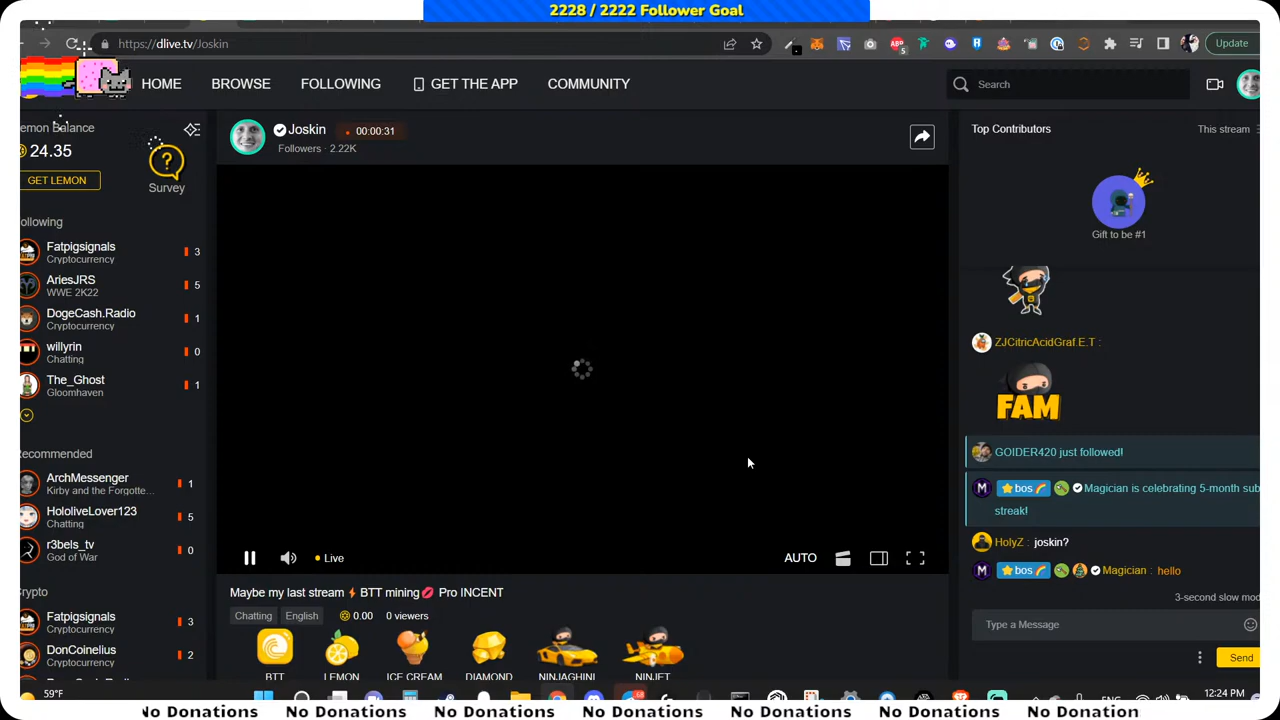 2228 / 2222 Follower Goal
https://dlive.tv/Joskin
Update
HOME
BROWSE
FOLLOWING
GET THE APP
COMMUNITY
Search
emon Balance
24.35
GET LEMON
Survey
ollowing
Fatpigsignals
Cryptocurrency
3
AriesJRS
WWE 2K22
5
DogeCash.Radio
Cryptocurrency
1
willyrin
Chatting
0
The_Ghost
Gloomhaven
1
ecommended
ArchMessenger
Kirby and the Forgotte...
1
HololiveLover123
Chatting
5
r3bels_tv
God of War
0
rypto
Fatpigsignals
Cryptocurrency
3
DonCoinelius
Cryptocurrency
2
Joskin
00:00:31
Followers · 2.22K
Live
AUTO
Maybe my last stream⚡BTT mining💋 Pro INCENT
Chatting
English
0.00
0 viewers
BTT
LEMON
ICE CREAM
DIAMOND
NINJAGHINI
NINJET
Top Contributors
This stream
Gift to be #1
ZJCitricAcidGraf.E.T :
FAM
GOIDER420 just followed!
bos Magician is celebrating 5-month sub
streak!
HolyZ : joskin?
bos Magician : hello
3-second slow mod
Type a Message
Send
59°F
ENG
12:24 PM
No Donations No Donations No Donations No Donations No Donations No Donations No Donation